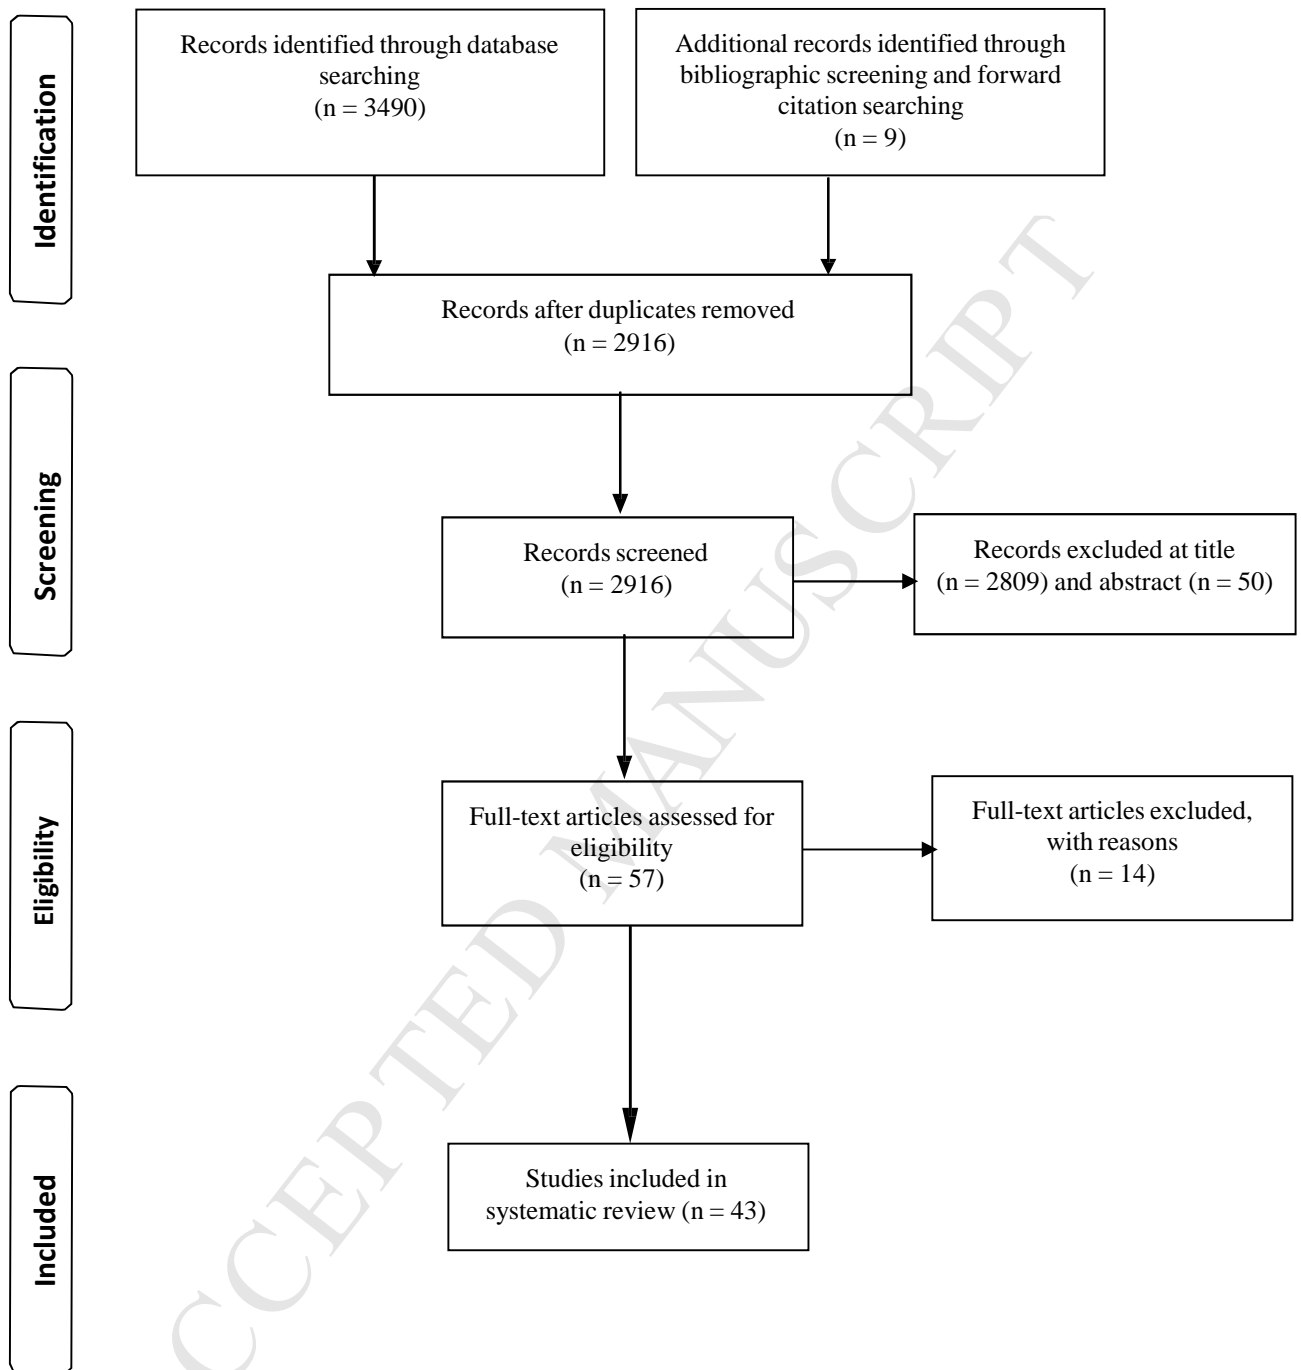 Identification
Records identified through database
searching
(n = 3490)
Additional records identified through
bibliographic screening and forward
citation searching
(n = 9)
Records after duplicates removed
(n = 2916)
Screening
Records screened
(n = 2916)
Records excluded at title
(n = 2809) and abstract (n = 50)
Eligibility
Full-text articles assessed for
eligibility
(n = 57)
Full-text articles excluded,
with reasons
(n = 14)
Included
Studies included in
systematic review (n = 43)
CCEPTED MANUSCRIPT